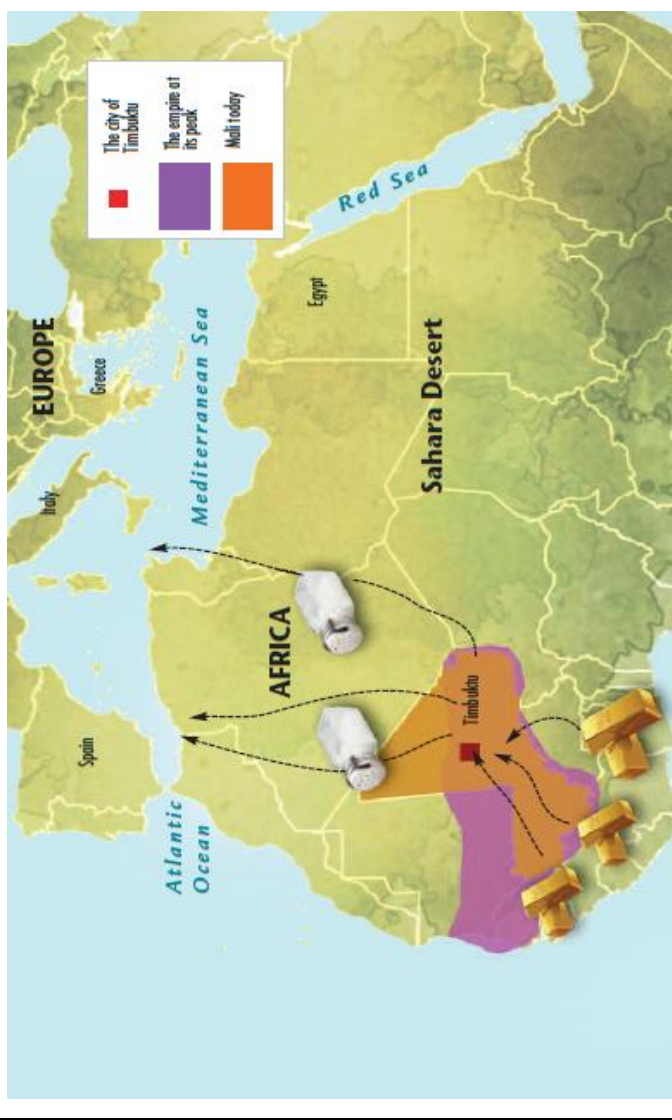 The city of
Timbuktu
The empire at
its peak
Mali today
EUROPE
Italy
Greece
Spain
Mediterranean Sea
Atlantic
Ocean
AFRICA
Egypt
Red Sea
Sahara Desert
Timbuktu